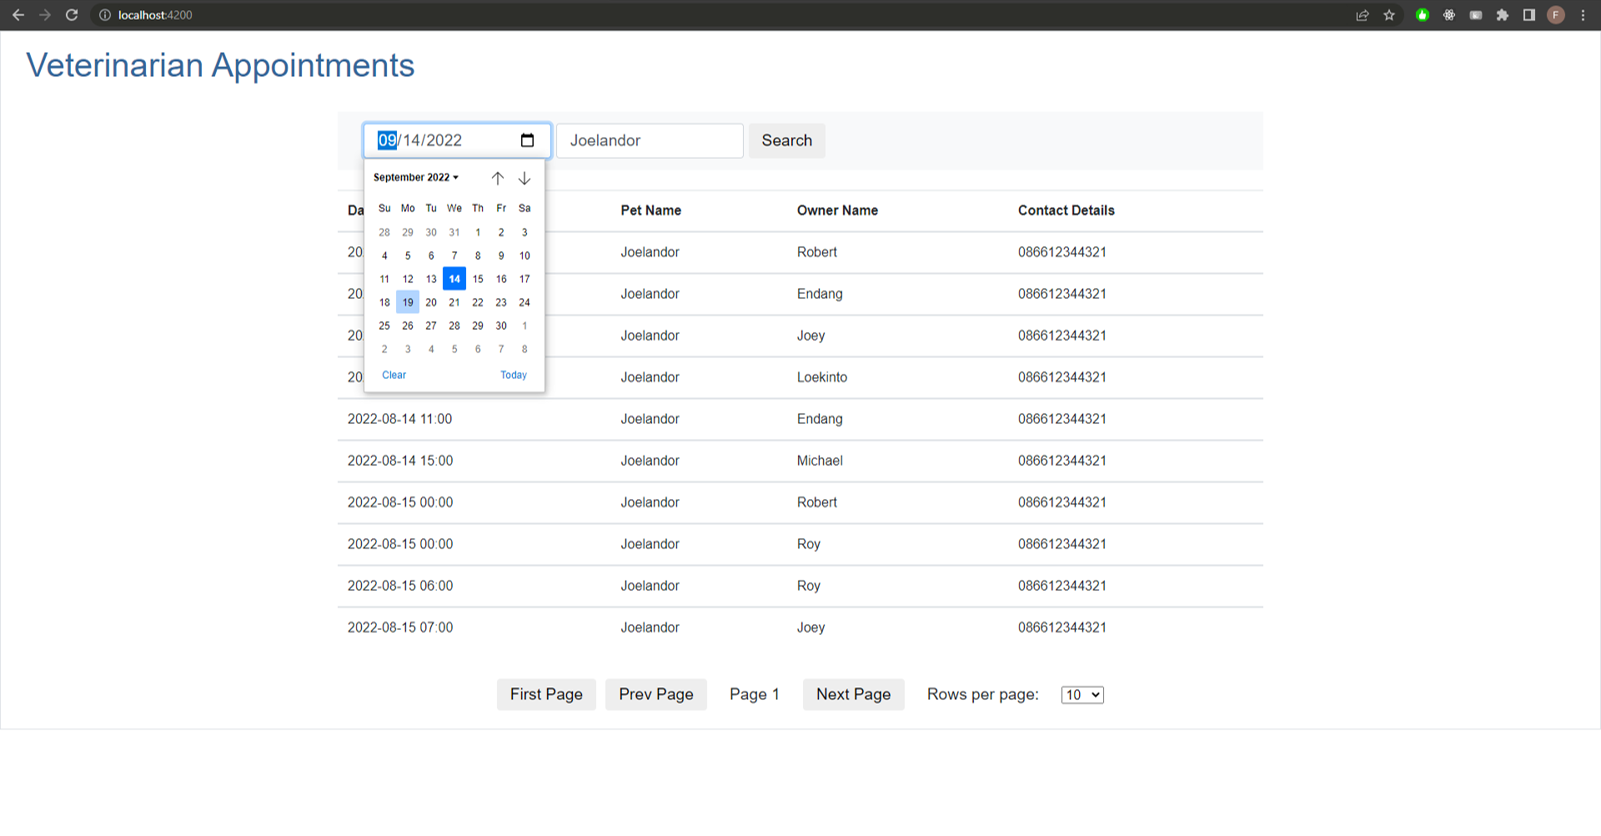 localhost:4200
F
Veterinarian Appointments
09/14/2022 Joelandor Search
September 2022
Su Mo Tu We Th Fr Sa
28 29 30 31 1 2 3
4 5 6 7 8 9 10
11 12 13 14 15 16 17
18 19 20 21 22 23 24
25 26 27 28 29 30 1
2 3 4 5 6 7 8
Clear Today
Da Pet Name Owner Name Contact Details
20 Joelandor Robert 086612344321
20 Joelandor Endang 086612344321
20 Joelandor Joey 086612344321
20 Joelandor Loekinto 086612344321
2022-08-14 11:00 Joelandor Endang 086612344321
2022-08-14 15:00 Joelandor Michael 086612344321
2022-08-15 00:00 Joelandor Robert 086612344321
2022-08-15 00:00 Joelandor Roy 086612344321
2022-08-15 06:00 Joelandor Roy 086612344321
2022-08-15 07:00 Joelandor Joey 086612344321
First Page Prev Page Page 1 Next Page Rows per page: 10